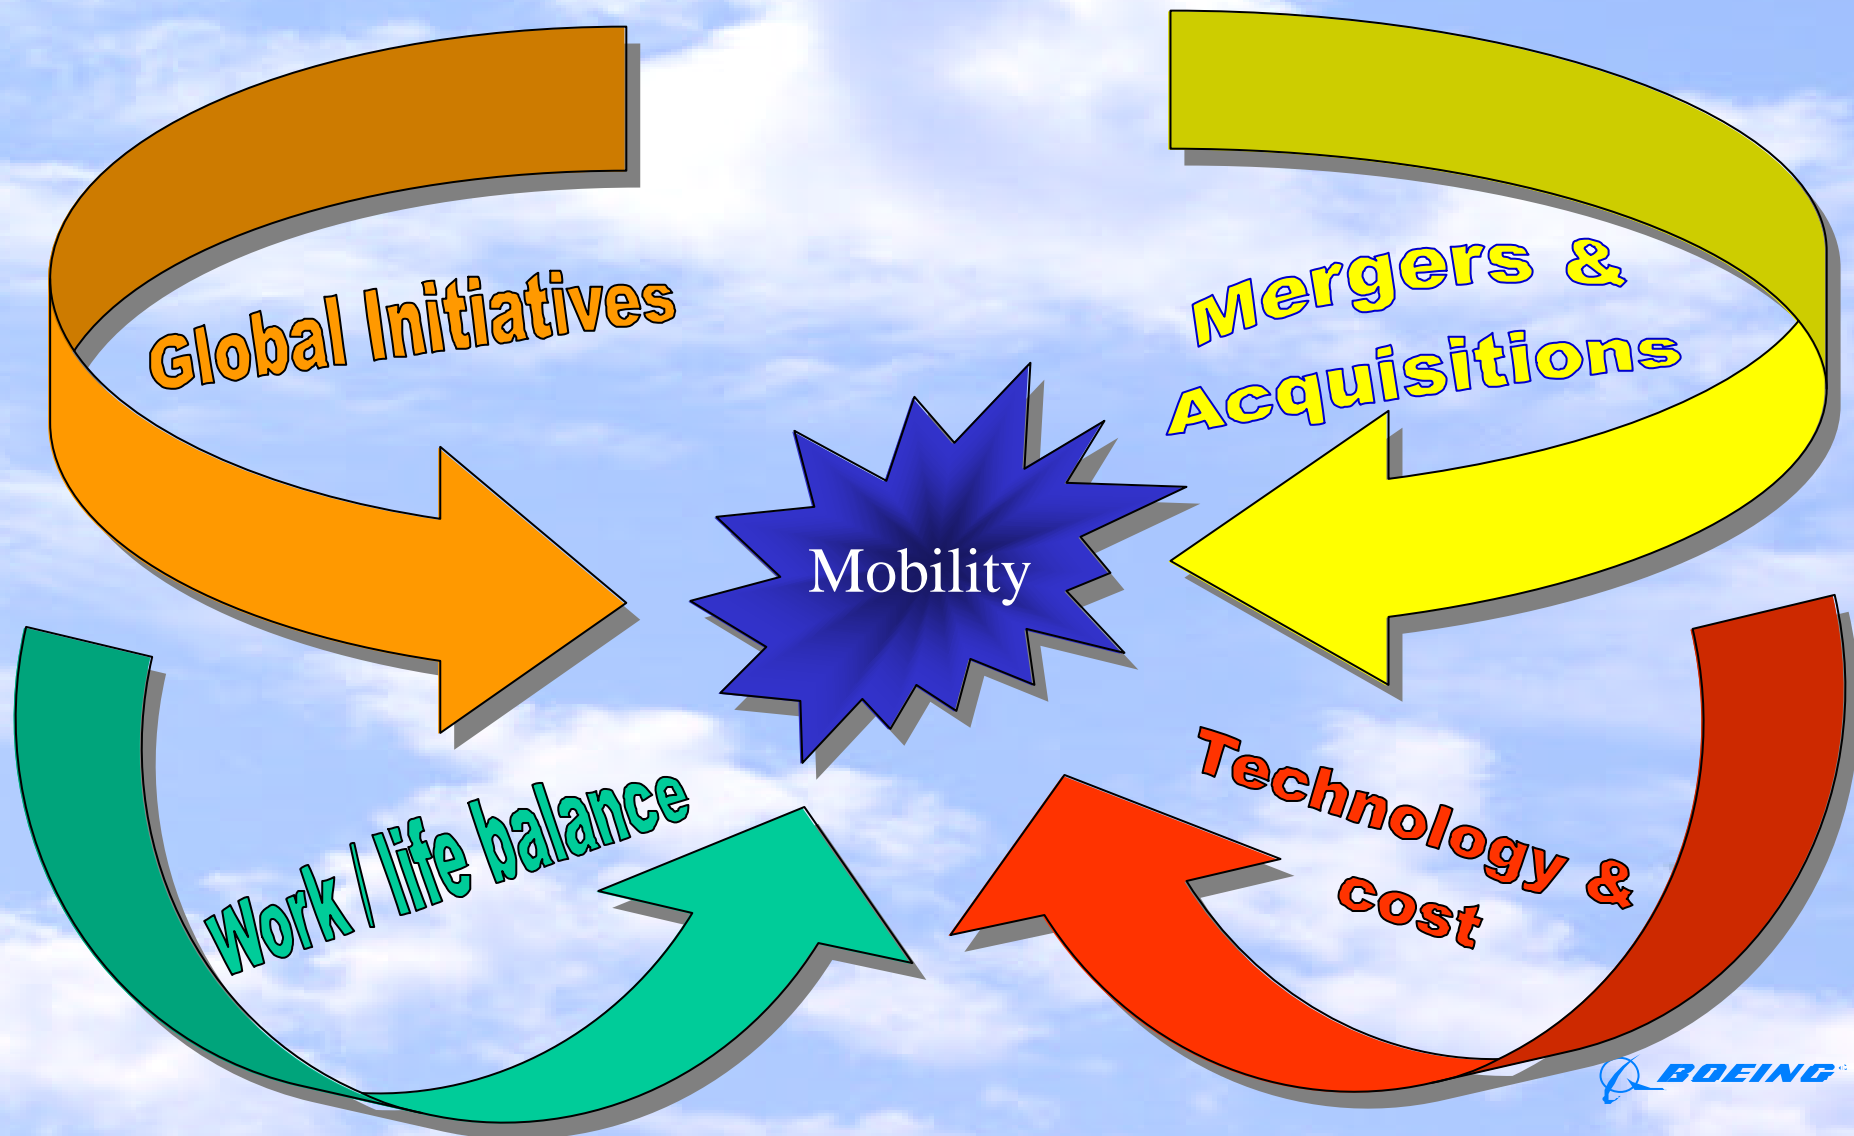 Global Initiatives
Mergers &
Acquisitions
Mobility
Work / life balance
Technology &
cost
BOEING